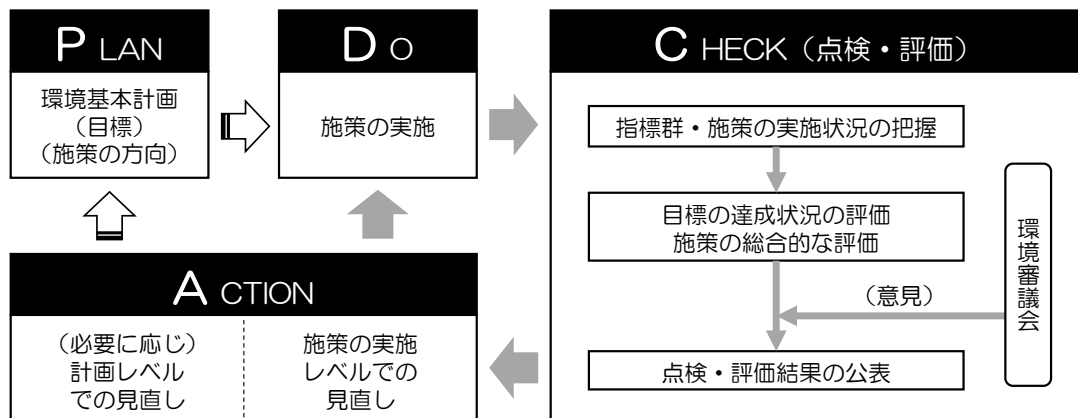 P LAN
環境基本計画
(目標)
(施策の方向)
D O
施策の実施
C HECK(点検・評価)
指標群・施策の実施状況の把握
目標の達成状況の評価
施策の総合的な評価
(意見)
環境審議会
点検・評価結果の公表
A CTION
(必要に応じ)
計画レベル
での見直し
施策の実施
レベルでの
見直し